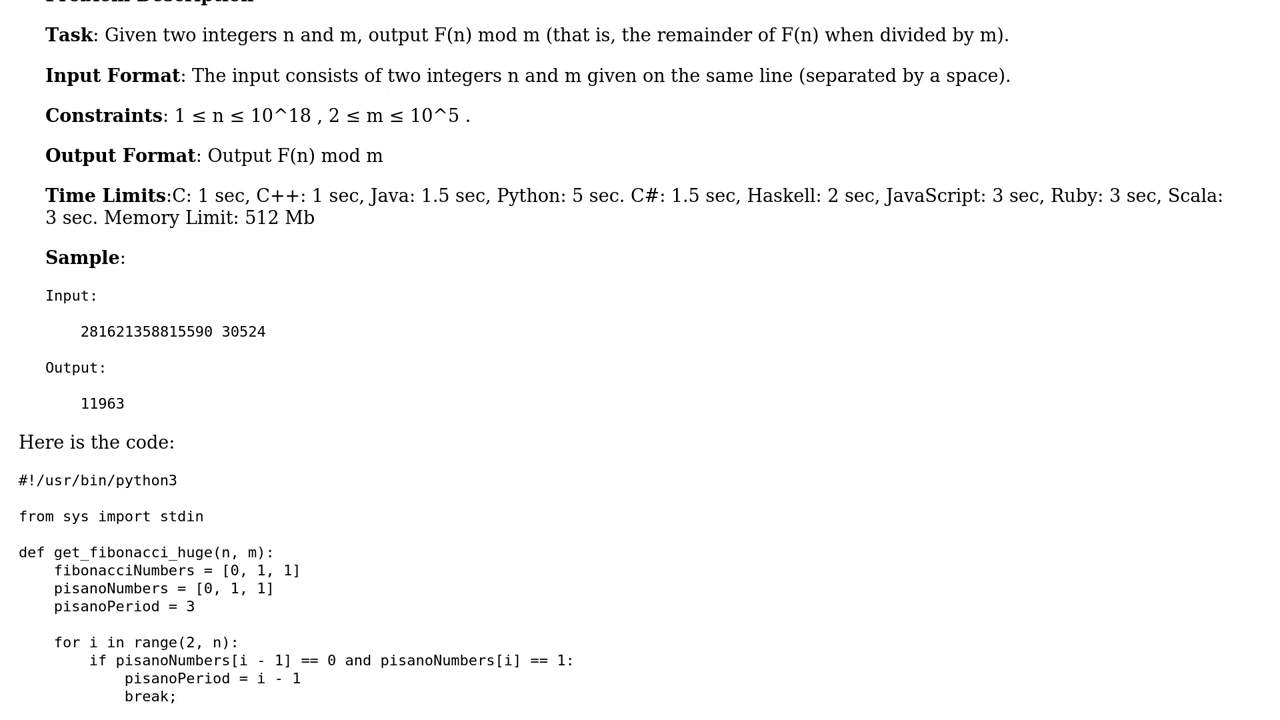 Problem Description
Task: Given two integers n and m, output F(n) mod m (that is, the remainder of F(n) when divided by m).
Input Format: The input consists of two integers n and m given on the same line (separated by a space).
Constraints: 1 ≤ n ≤ 10^18 , 2 ≤ m ≤ 10^5 .
Output Format: Output F(n) mod m
Time Limits:C: 1 sec, C++: 1 sec, Java: 1.5 sec, Python: 5 sec. C#: 1.5 sec, Haskell: 2 sec, JavaScript: 3 sec, Ruby: 3 sec, Scala:
3 sec. Memory Limit: 512 Mb
Sample:
Input:
281621358815590 30524
Output:
11963
Here is the code:
#!/usr/bin/python3
from sys import stdin
def get_fibonacci_huge(n, m):
    fibonacciNumbers = [0, 1, 1]
    pisanoNumbers = [0, 1, 1]
    pisanoPeriod = 3
    for i in range(2, n):
        if pisanoNumbers[i - 1] == 0 and pisanoNumbers[i] == 1:
            pisanoPeriod = i - 1
            break;